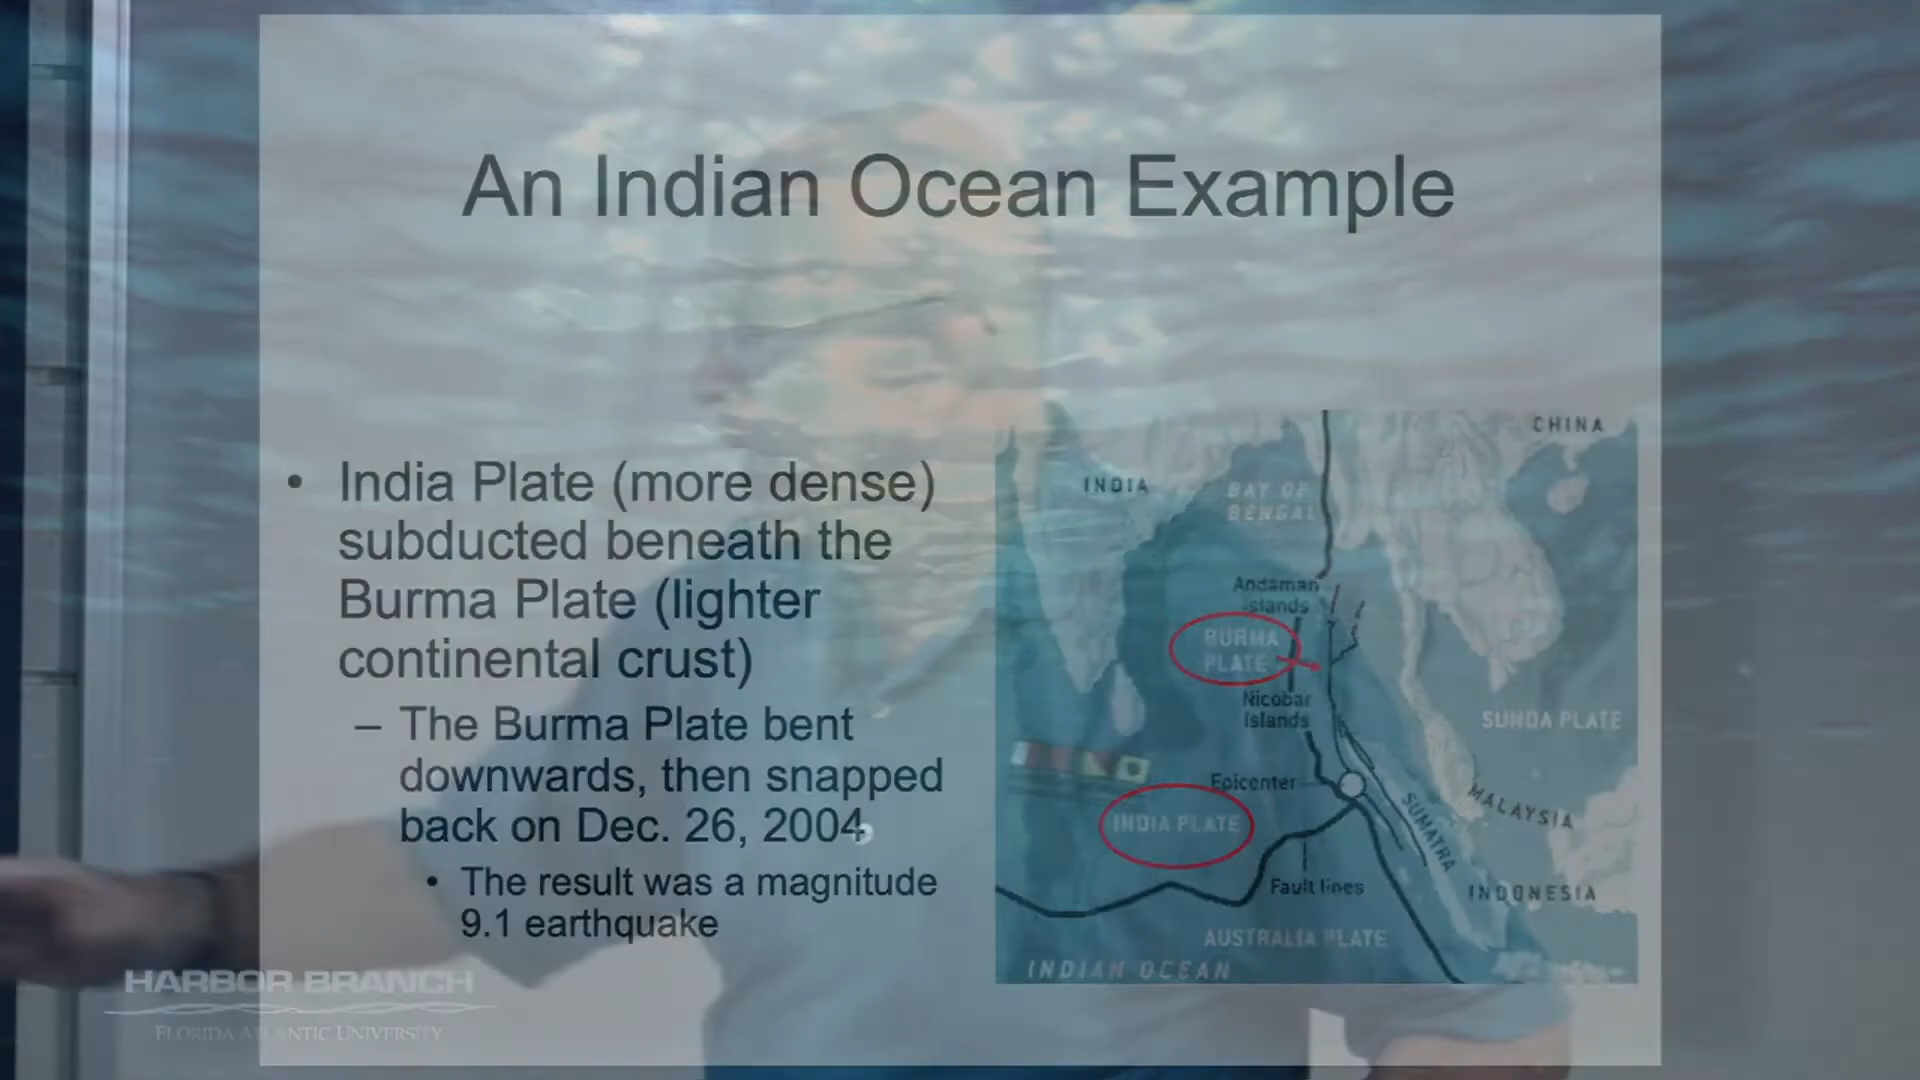 An Indian Ocean Example
• India Plate (more dense)
subducted beneath the
Burma Plate (lighter
continental crust)
– The Burma Plate bent
downwards, then snapped
back on Dec. 26, 2004
• The result was a magnitude
9.1 earthquake
CHINA
INDIA
BAY OF
BENGAL
Andaman
Islands
BURMA
PLATE
Nicobar
Islands
SUNDA PLATE
Epicenter
MALAYSIA
SUMATRA
INDIA PLATE
Fault lines
INDONESIA
AUSTRALIA PLATE
INDIAN OCEAN
HARBOR BRANCH
FLORIDA ATLANTIC UNIVERSITY